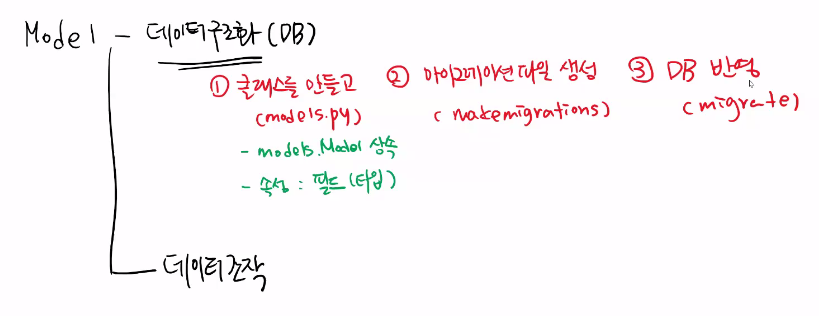 Model - 데이터구조화(DB)
① 클래스를 만들고 ② 마이그레이션파일 생성 ③ DB 반영
(models.py) (makemigrations) (migrate)
- models.Model 상속
- 속성 : 필드(타입)
데이터조작